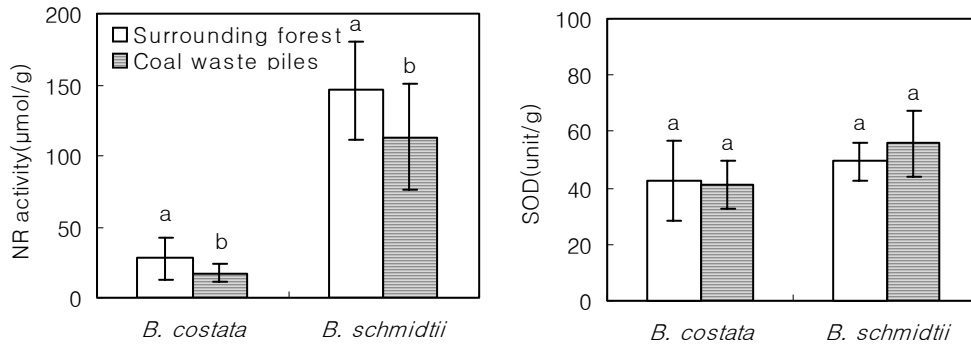 NR activity(μmol/g)
200
150
100
50
0
Surrounding forest
Coal waste piles
a
b
a
b
B. costata
B. schmidtii
SOD(unit/g)
100
80
60
40
20
0
a
a
a
a
B. costata
B. schmidtii